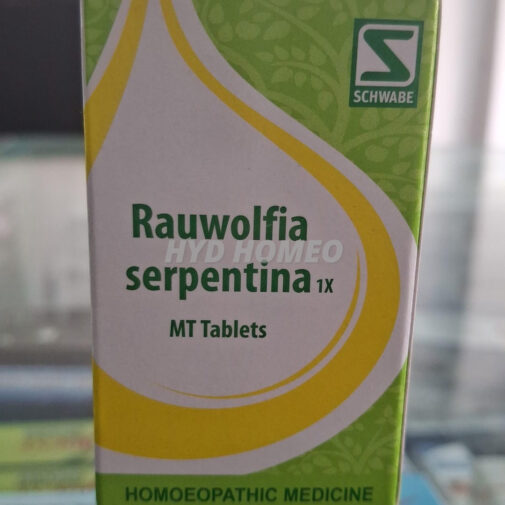 SCHWABE
Rauwolfia
HYD HOMEO
serpentina 1X
MT Tablets
HOMOEOPATHIC MEDICINE